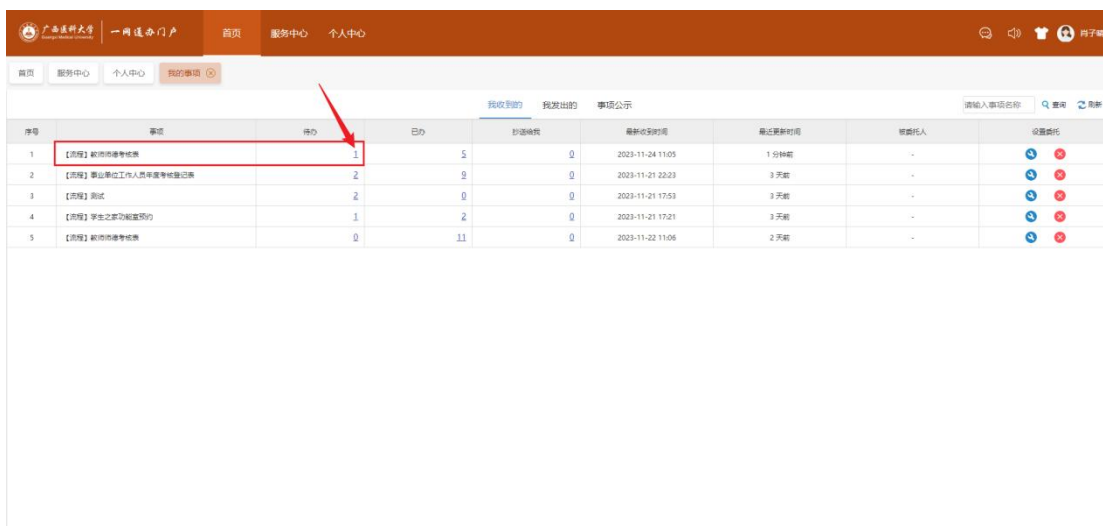 广西医科大学 一网通办门户 首页 服务中心 个人中心
Guangxi Medical University
首页 服务中心 个人中心 我的事项
我收到的 我发出的 事项公示 请输入事项名称 查询 刷新
序号 事项 待办 已办 抄送给我 最新收到时间 最近更新时间 被委托人 设置委托
1 【流程】教师师德考核表 1 5 0 2023-11-24 11:05 1 分钟前 -
2 【流程】事业单位工作人员年度考核登记表 2 9 0 2023-11-21 22:23 3 天前 -
3 【流程】测试 2 0 0 2023-11-21 17:53 3 天前 -
4 【流程】学生之家功能室预约 1 2 0 2023-11-21 17:21 3 天前 -
5 【流程】教师师德考核表 0 11 0 2023-11-22 11:06 2 天前 -